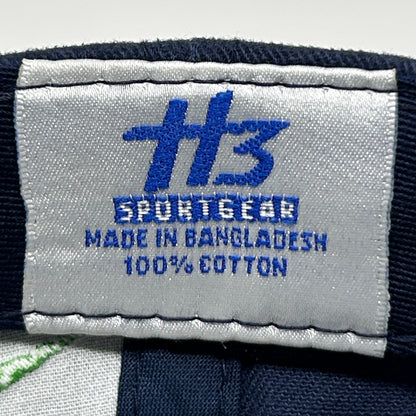 H3
SPORTGEAR
MADE IN BANGLADESH
100% COTTON